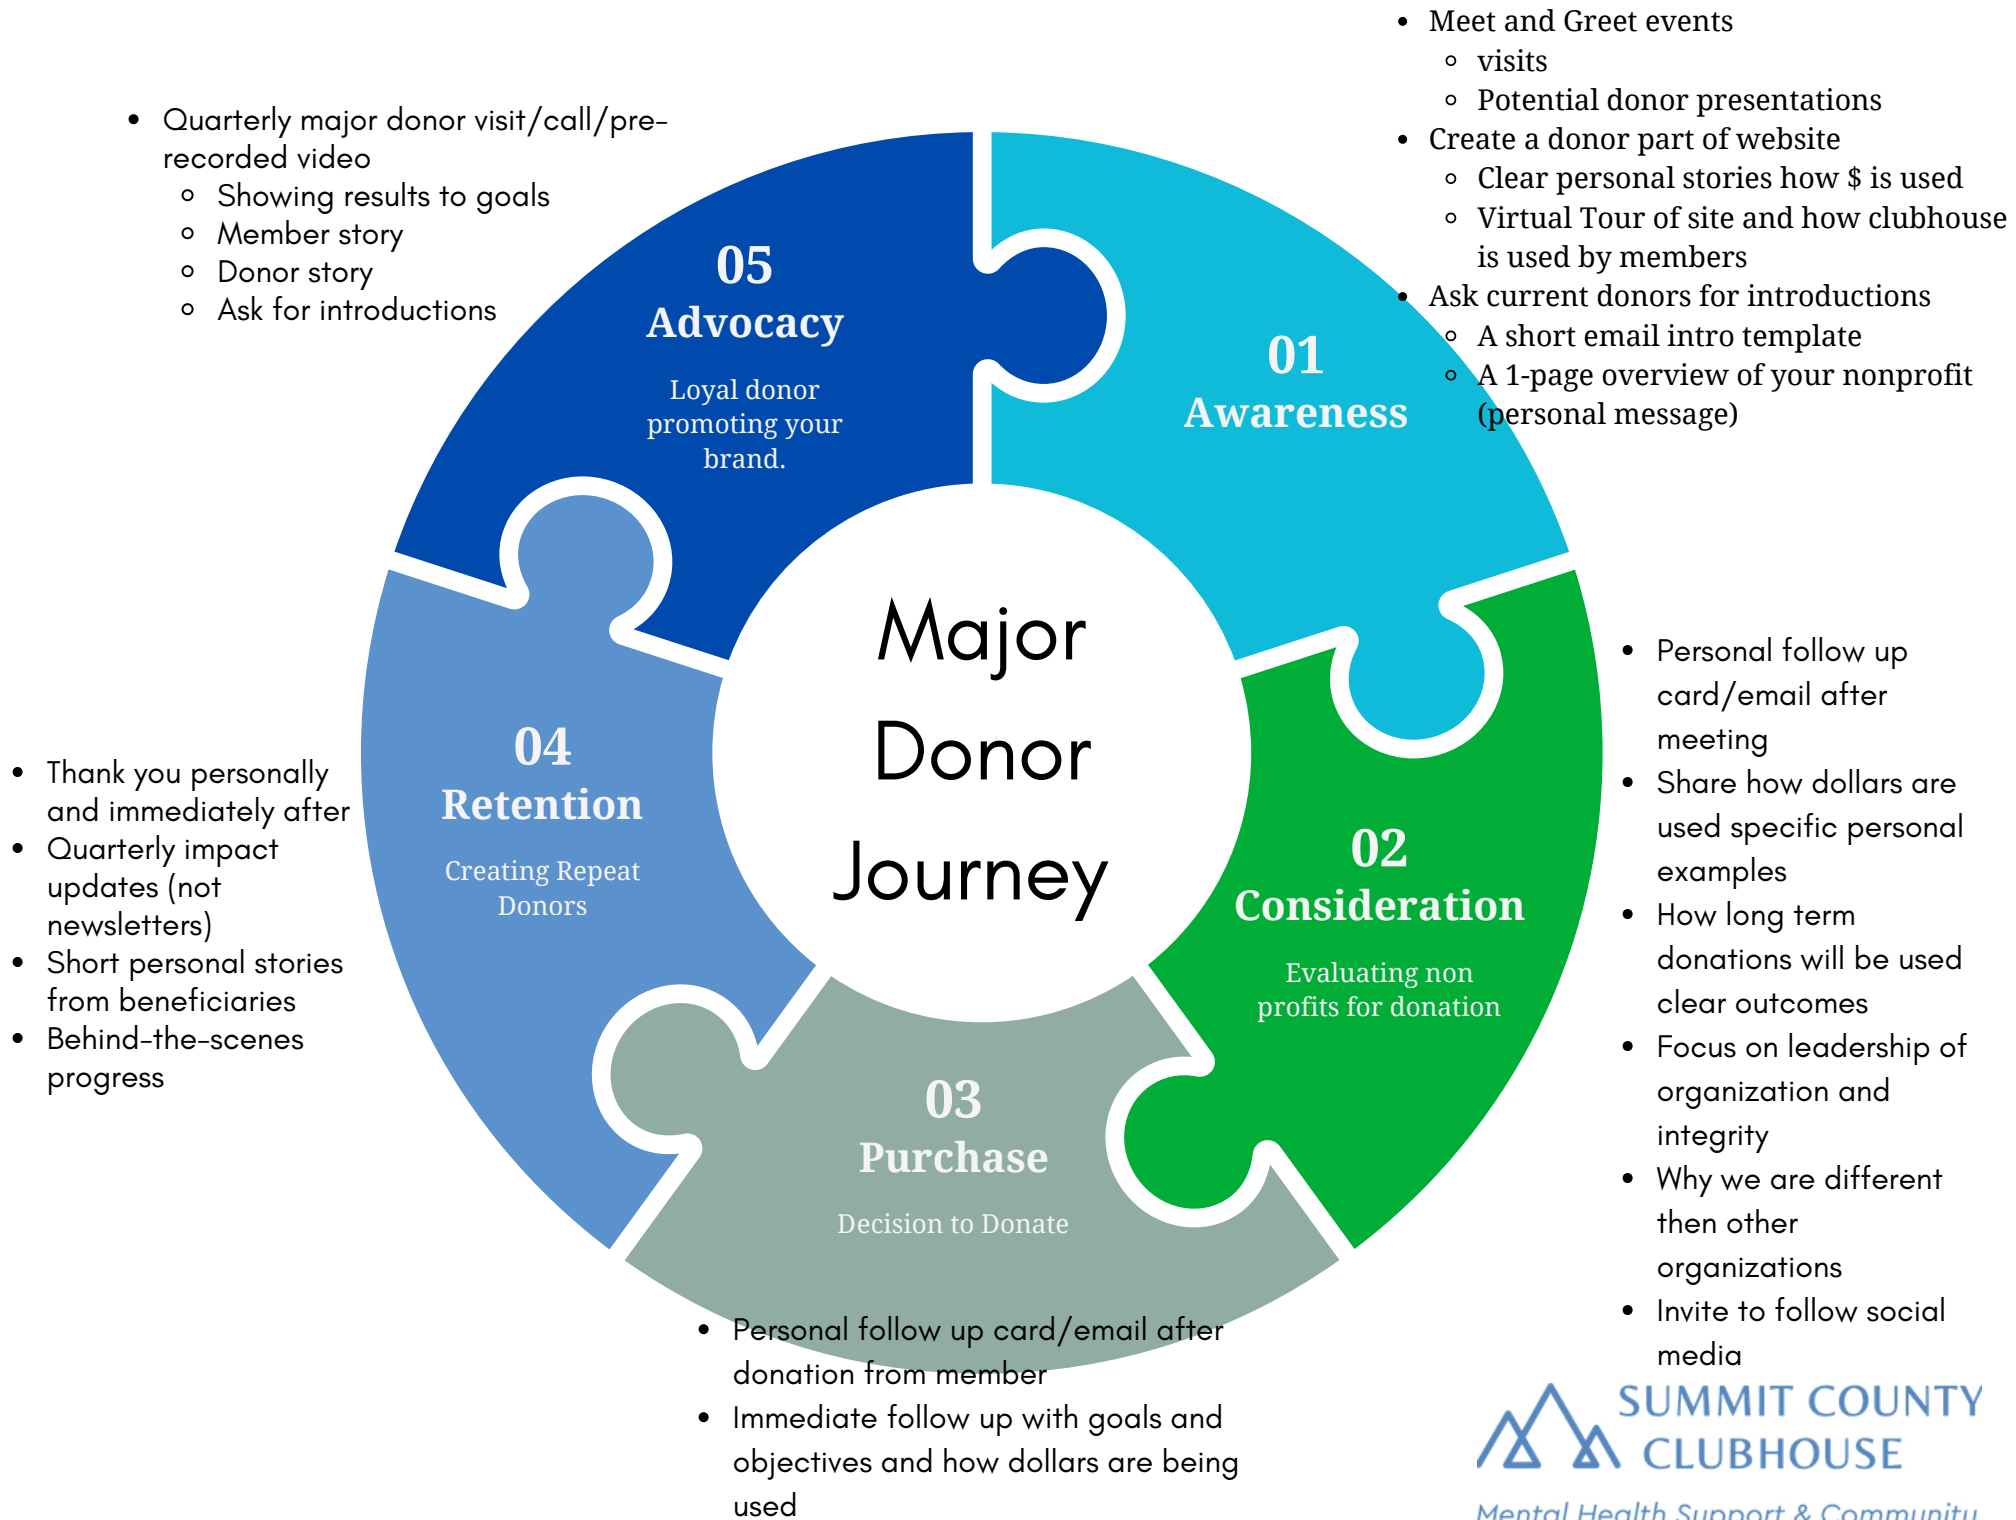 Major
Donor
Journey
01
Awareness
• Meet and Greet events
◦ visits
◦ Potential donor presentations
• Create a donor part of website
◦ Clear personal stories how $ is used
◦ Virtual Tour of site and how clubhouse
is used by members
• Ask current donors for introductions
◦ A short email intro template
◦ A 1-page overview of your nonprofit
(personal message)
02
Consideration
Evaluating non
profits for donation
• Personal follow up
card/email after
meeting
• Share how dollars are
used specific personal
examples
• How long term
donations will be used
clear outcomes
• Focus on leadership of
organization and
integrity
• Why we are different
then other
organizations
• Invite to follow social
media
03
Purchase
Decision to Donate
• Personal follow up card/email after
donation from member
• Immediate follow up with goals and
objectives and how dollars are being
used
04
Retention
Creating Repeat
Donors
• Thank you personally
and immediately after
• Quarterly impact
updates (not
newsletters)
• Short personal stories
from beneficiaries
• Behind-the-scenes
progress
05
Advocacy
Loyal donor
promoting your
brand.
• Quarterly major donor visit/call/pre-
recorded video
◦ Showing results to goals
◦ Member story
◦ Donor story
◦ Ask for introductions
SUMMIT COUNTY
CLUBHOUSE
Mental Health Support & Community